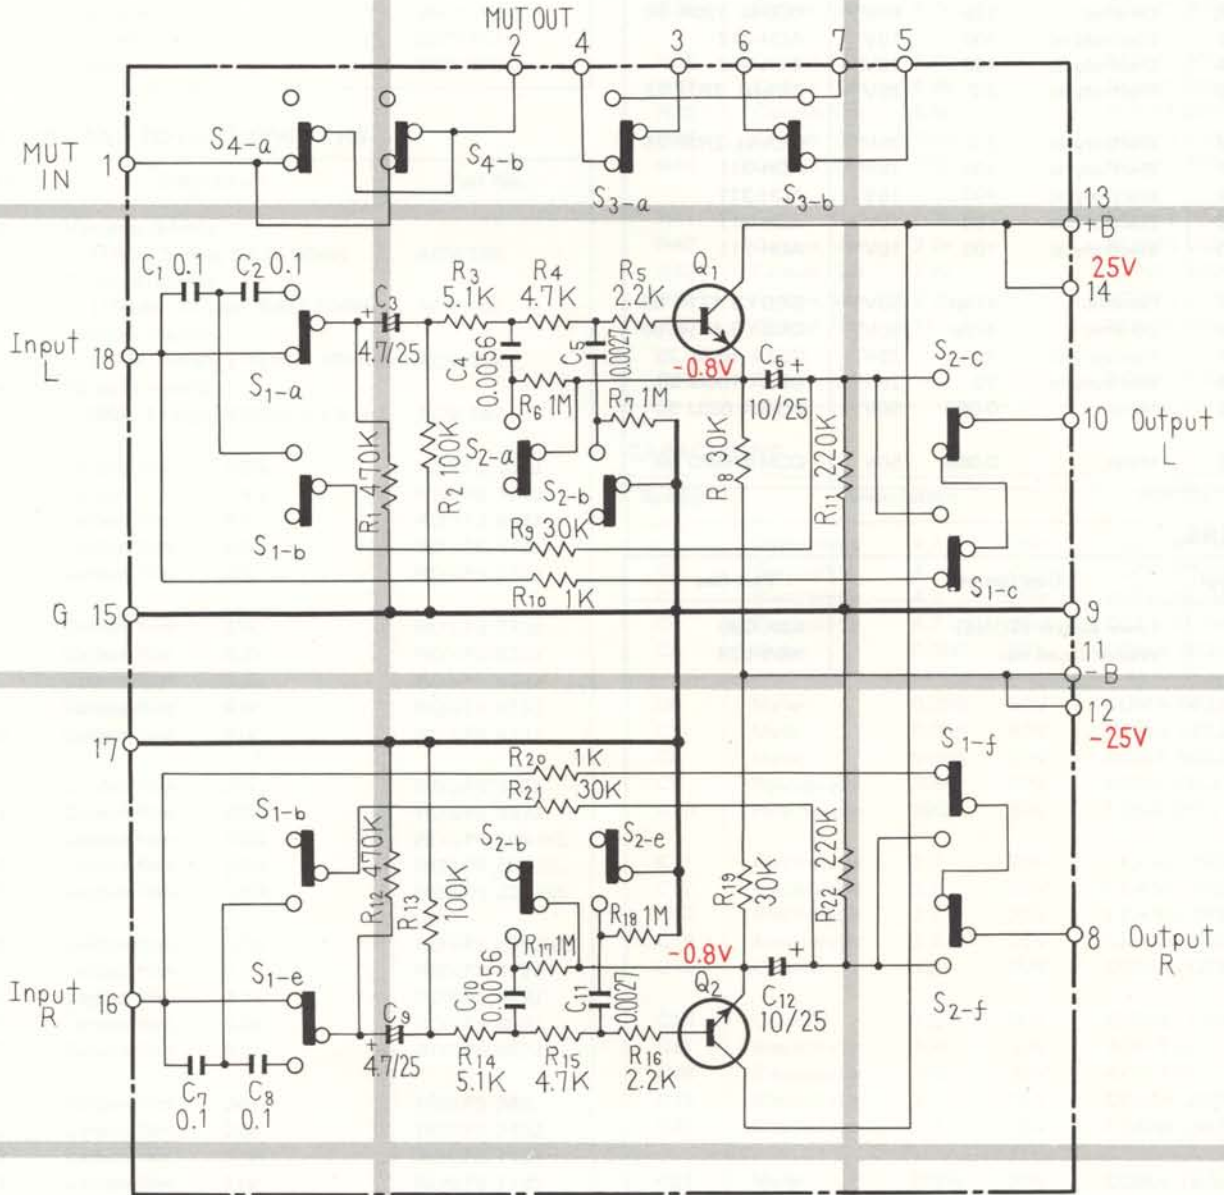 MUT OUT
2 4 3 6 7 5
MUT IN
1
S4-a
S4-b
S3-a
S3-b
13
+B
25V
14
C1 0.1
C2 0.1
C3
4.7/25
R3
5.1K
R4
4.7K
R5
2.2K
Q1
Input L
18
S1-a
C4
0.0056
C5
0.0027
-0.8V
C6 +
10/25
S2-c
R6 1M
R7 1M
10
Output L
R1 470K
R2 100K
S2-a
S2-b
R8 30K
R11 220K
S1-b
R9 30K
R10 1K
S1-c
G 15
9
11
-B
12
-25V
17
R20 1K
R21 30K
S1-f
S1-b
S2-b
S2-e
R12 470K
R13
100K
R19
30K
R22 220K
R18 1M
R17 1M
-0.8V
8
Output R
S1-e
Input R
16
C9
+
4.7/25
C10
0.0056
C11
0.0027
Q2
C12
+
10/25
S2-f
R14
5.1K
R15
4.7K
R16
2.2K
C7
0.1
C8
0.1